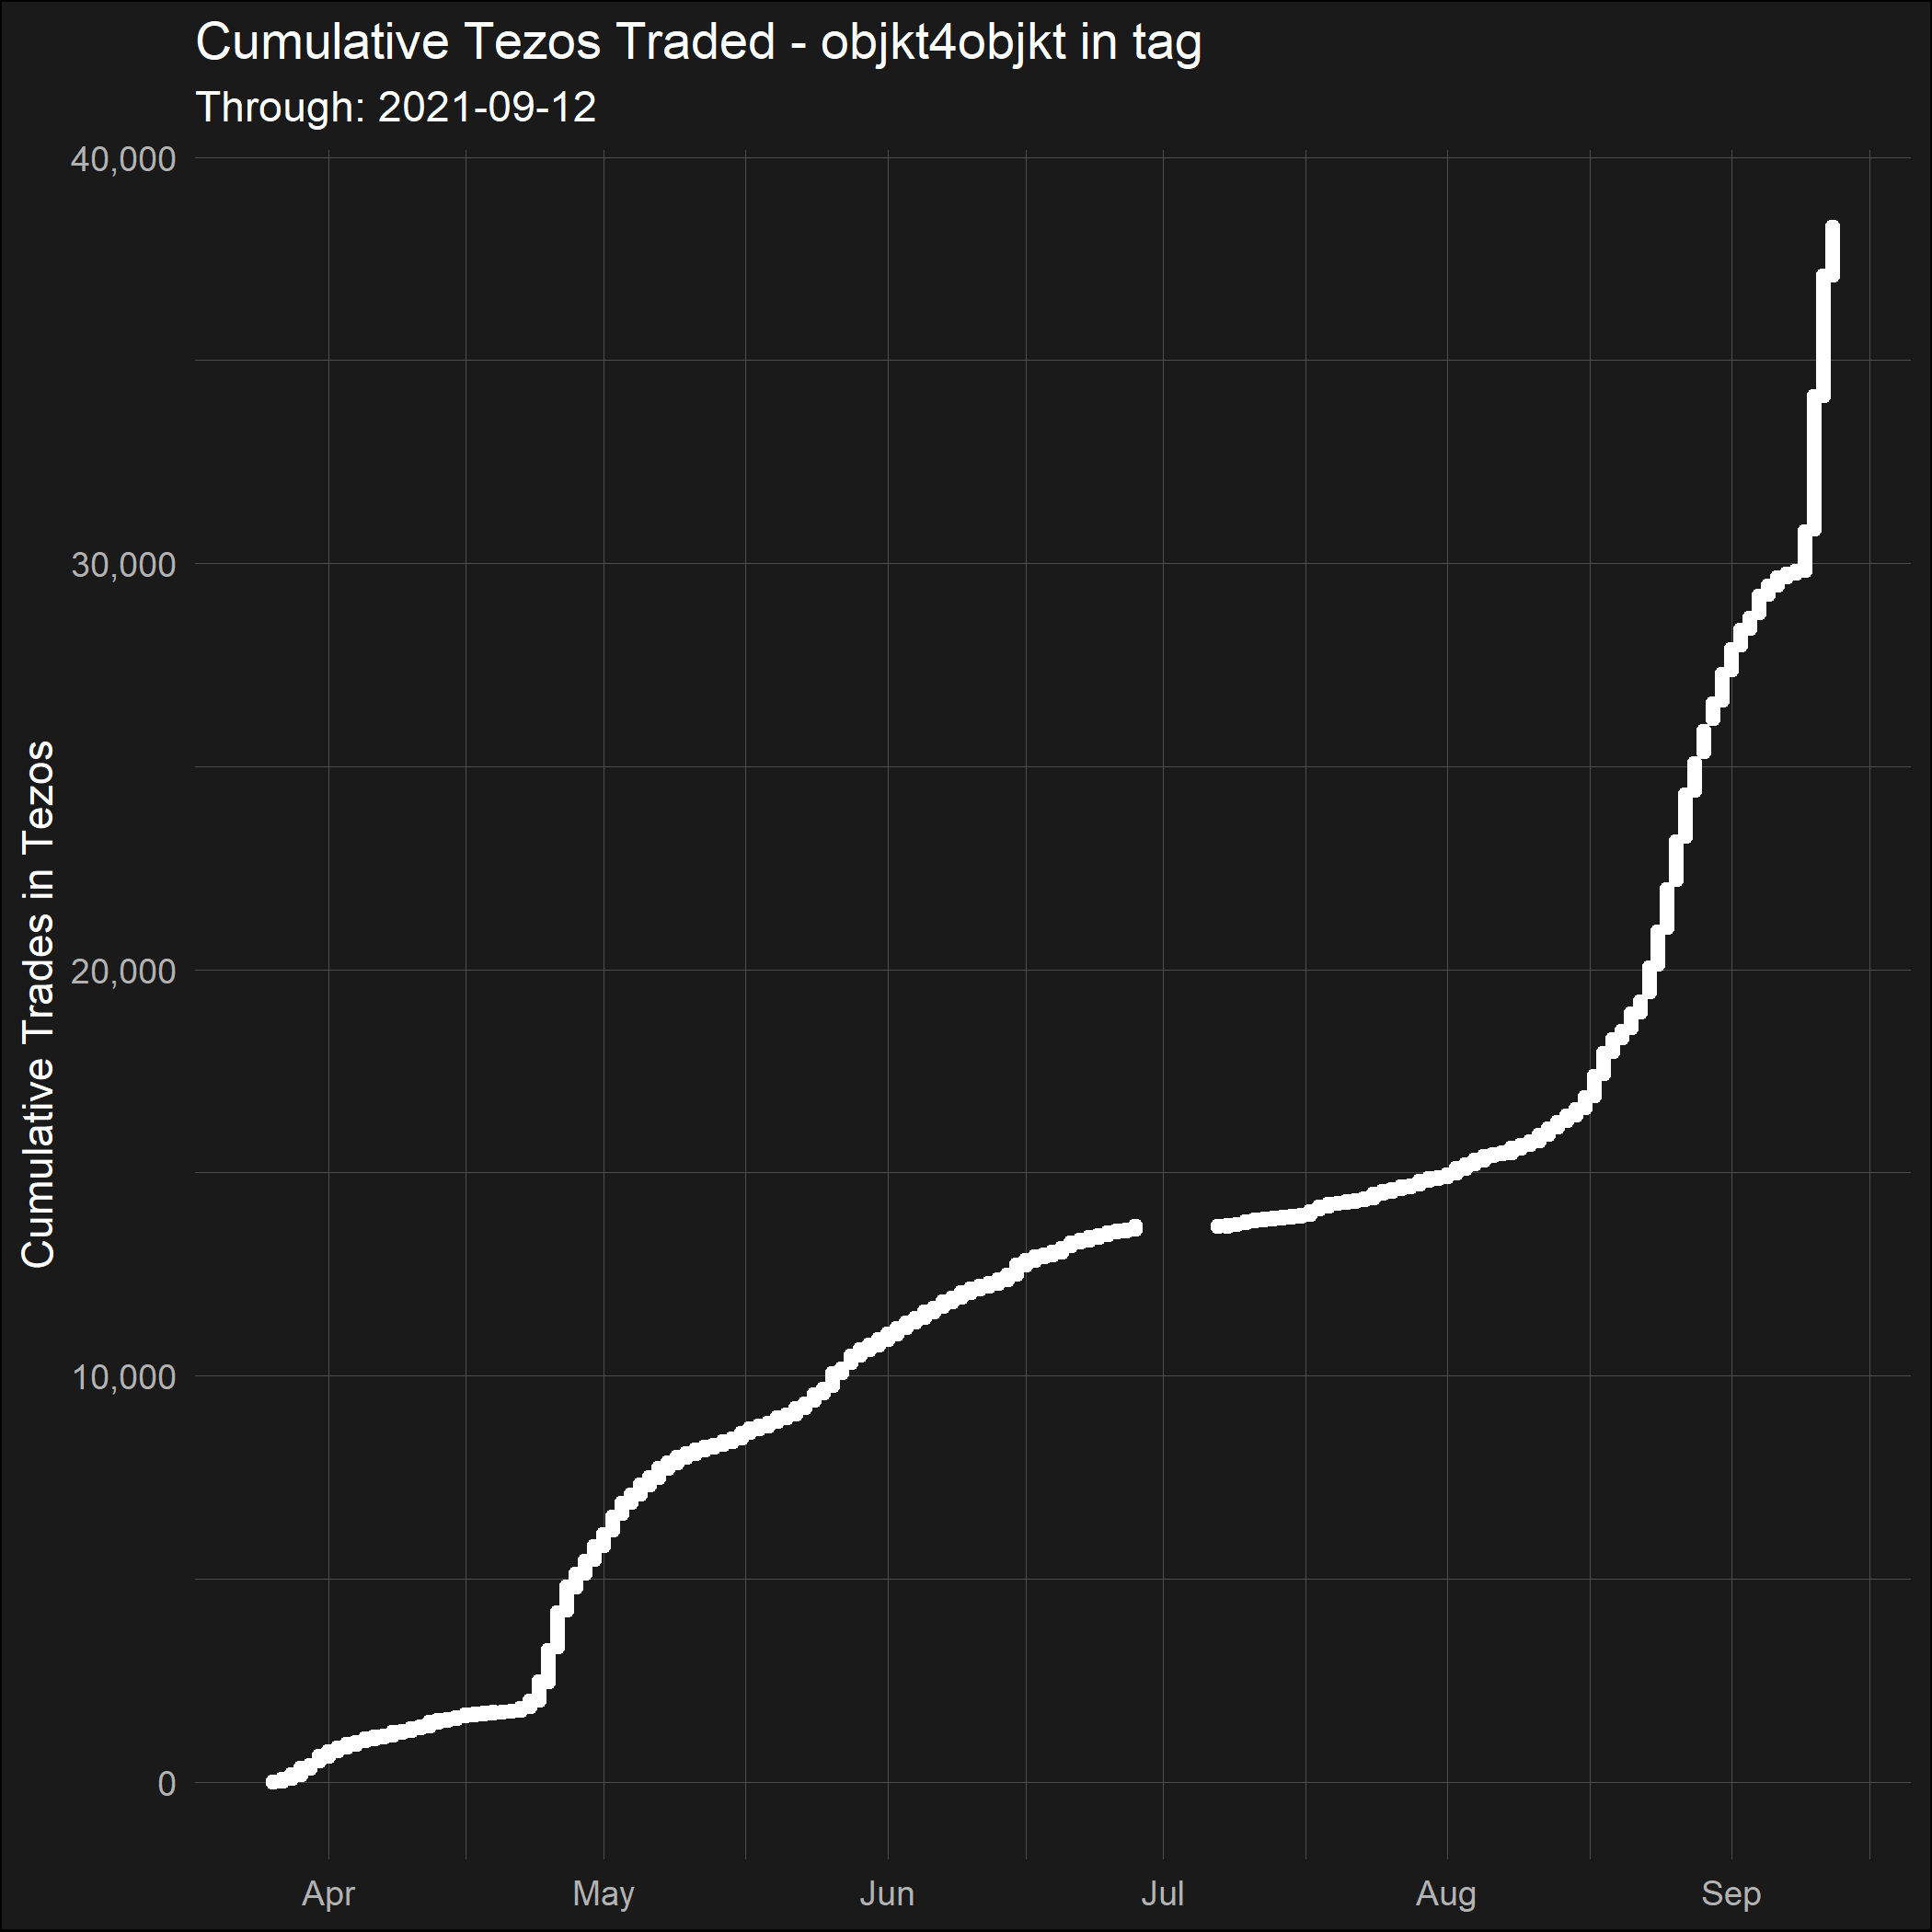 Cumulative Tezos Traded - objkt4objkt in tag
Through: 2021-09-12
Cumulative Trades in Tezos
40,000
30,000
20,000
10,000
0
Apr May Jun Jul Aug Sep